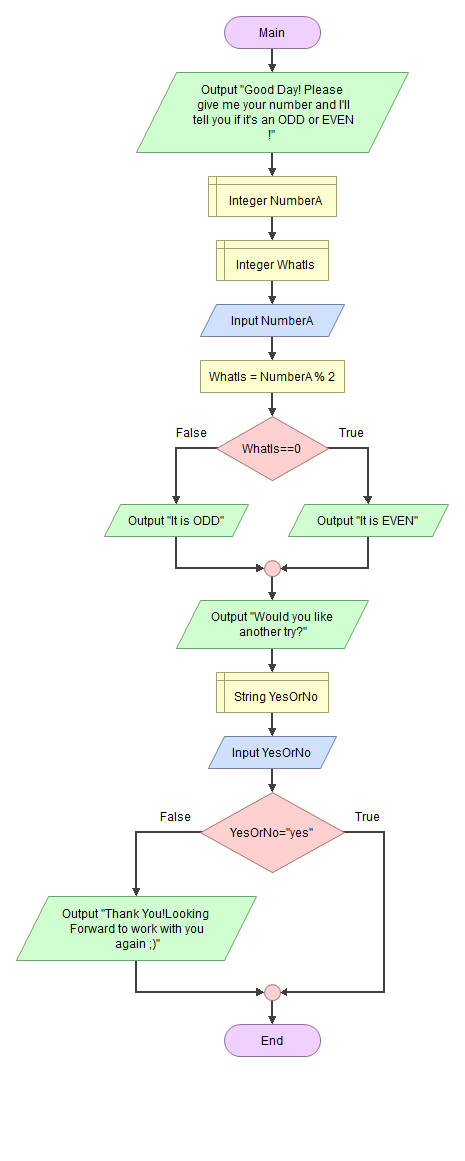 Main
Output "Good Day! Please
give me your number and I'll
tell you if it's an ODD or EVEN
!"
Integer NumberA
Integer WhatIs
Input NumberA
WhatIs = NumberA % 2
False
True
WhatIs==0
Output "It is ODD"
Output "It is EVEN"
Output "Would you like
another try?"
String YesOrNo
Input YesOrNo
False
True
YesOrNo="yes"
Output "Thank You!Looking
Forward to work with you
again ;)"
End